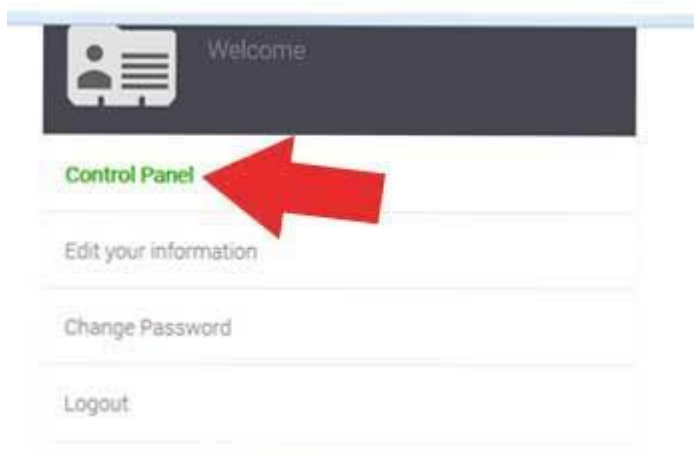 Welcome
Control Panel
Edit your information
Change Password
Logout